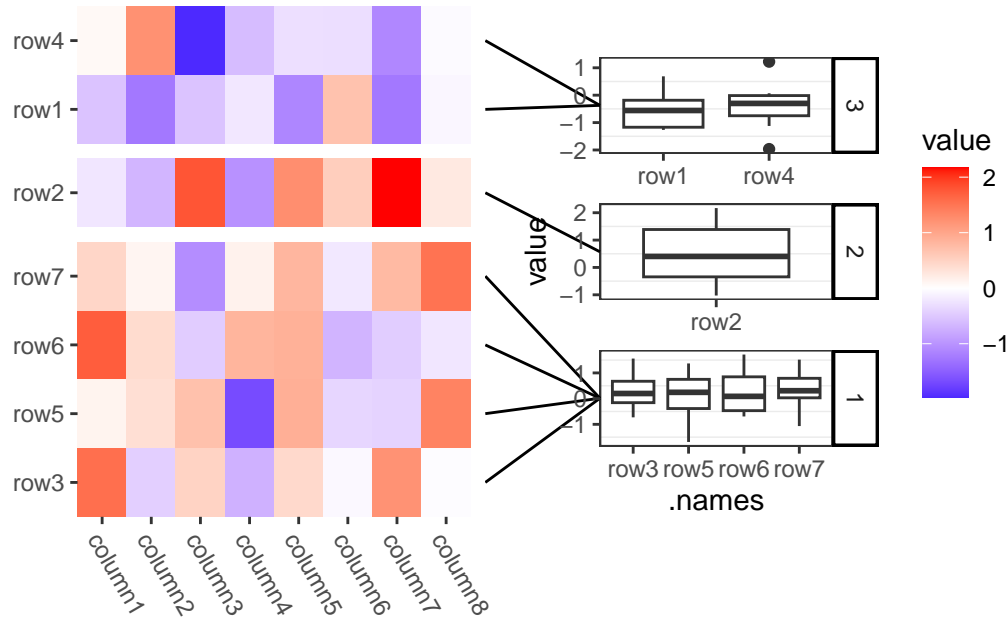 row4
row1
row2
row7
row6
row5
row3
column1
column2
column3
column4
column5
column6
column7
column8
1
0
−1
−2
3
row1
row4
value
2
1
0
−1
2
row2
1
0
−1
1
row3
row5
row6
row7
.names
value
2
1
0
−1